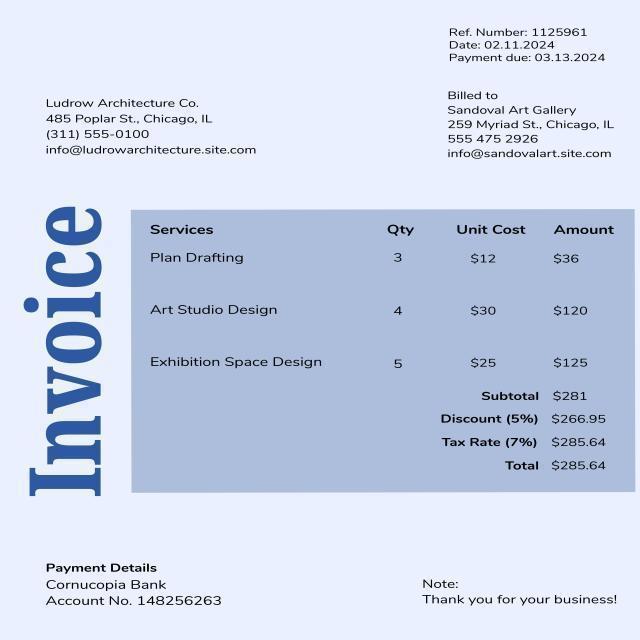 Ref. Number: 1125961
Date: 02.11.2024
Payment due: 03.13.2024
Ludrow Architecture Co.
485 Poplar St., Chicago, IL
(311) 555-0100
info@ludrowarchitecture.site.com
Billed to
Sandoval Art Gallery
259 Myriad St., Chicago, IL
555 475 2926
info@sandovalart.site.com
Invoice
Services Qty Unit Cost Amount
Plan Drafting 3 $12 $36
Art Studio Design 4 $30 $120
Exhibition Space Design 5 $25 $125
Subtotal $281
Discount (5%) $266.95
Tax Rate (7%) $285.64
Total $285.64
Payment Details
Cornucopia Bank
Account No. 148256263
Note:
Thank you for your business!